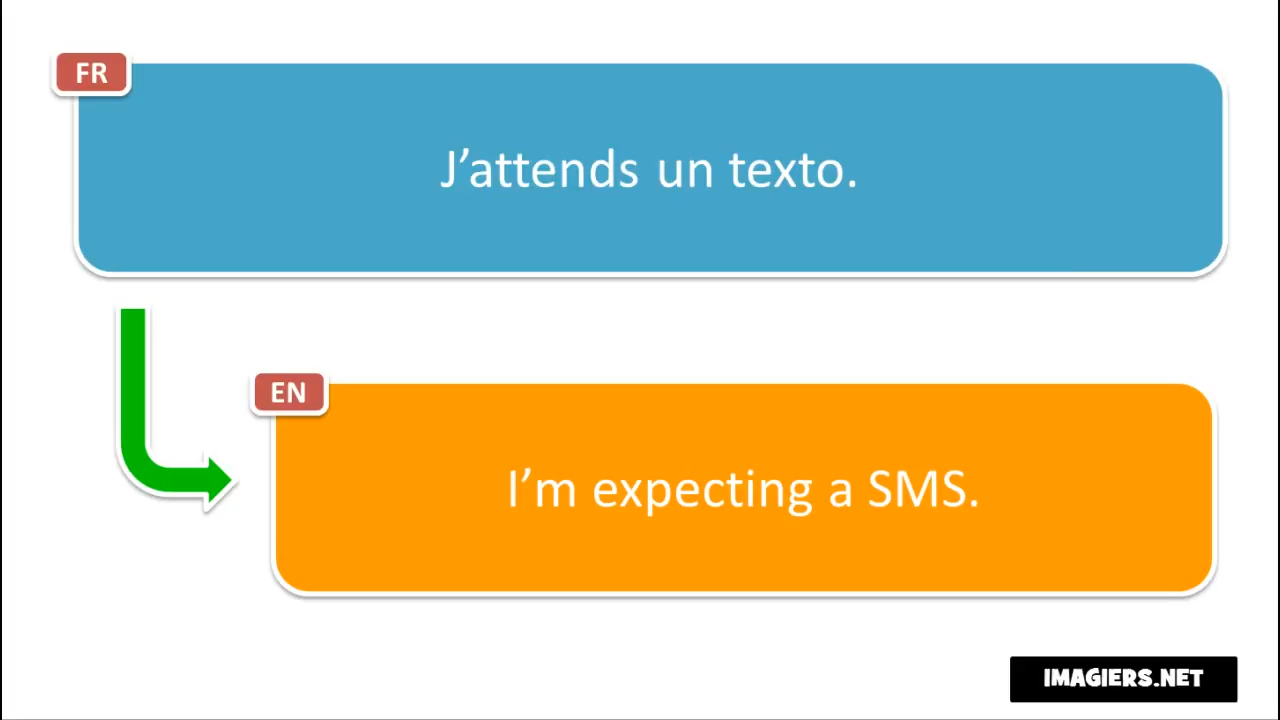 FR
J’attends un texto.
EN
I’m expecting a SMS.
IMAGIERS.NET